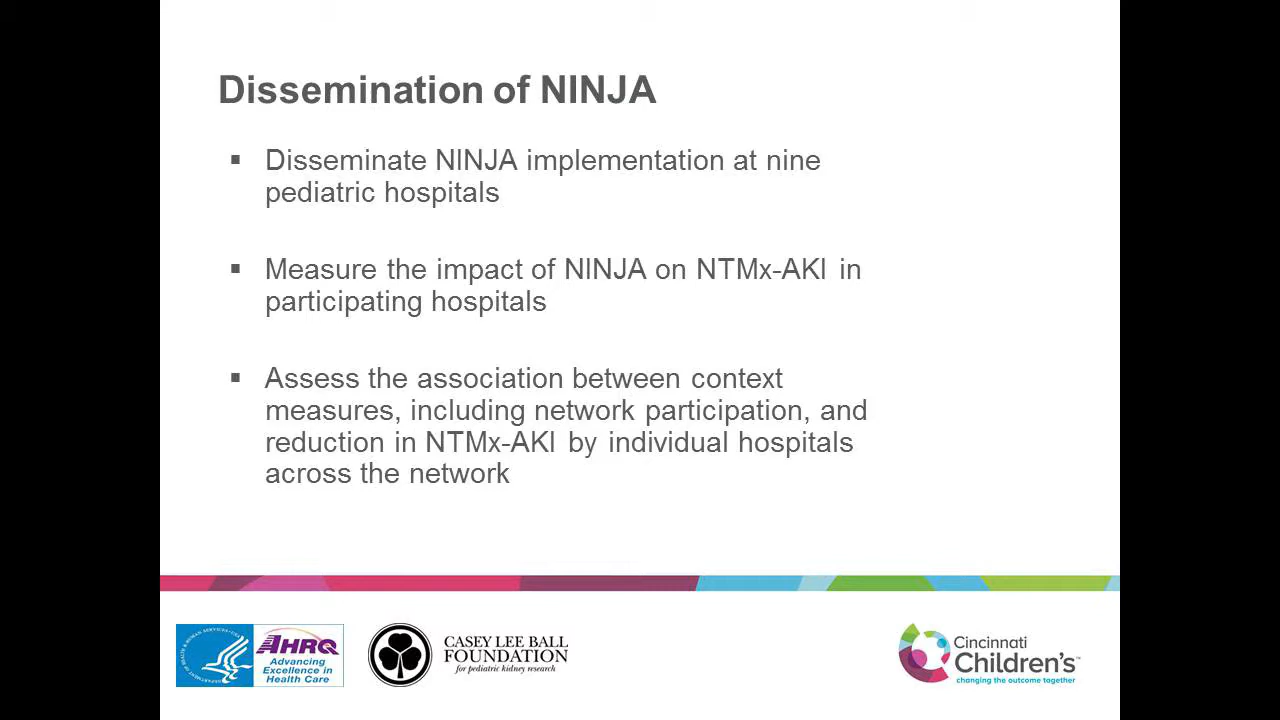 Dissemination of NINJA
▪ Disseminate NINJA implementation at nine
pediatric hospitals
▪ Measure the impact of NINJA on NTMx-AKI in
participating hospitals
▪ Assess the association between context
measures, including network participation, and
reduction in NTMx-AKI by individual hospitals
across the network
AHRQ
Advancing
Excellence in
Health Care
CASEY LEE BALL
FOUNDATION
for pediatric kidney research
Cincinnati
Children's™
changing the outcome together